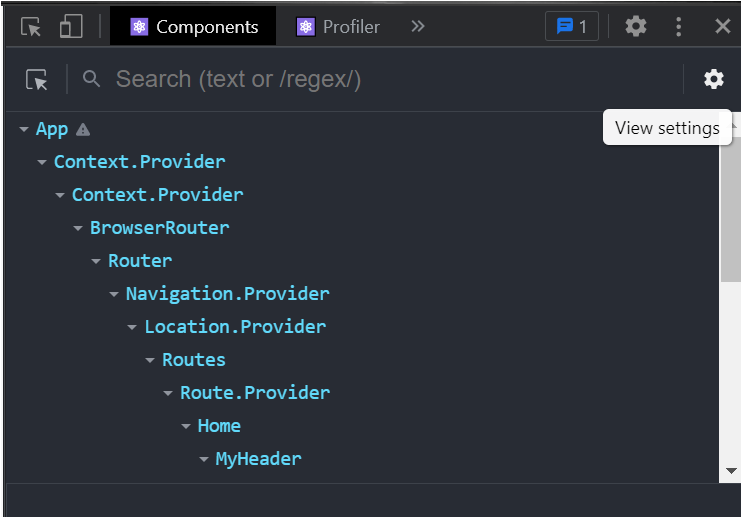 Components Profiler 1
Search (text or /regex/)
View settings
App
Context.Provider
Context.Provider
BrowserRouter
Router
Navigation.Provider
Location.Provider
Routes
Route.Provider
Home
MyHeader